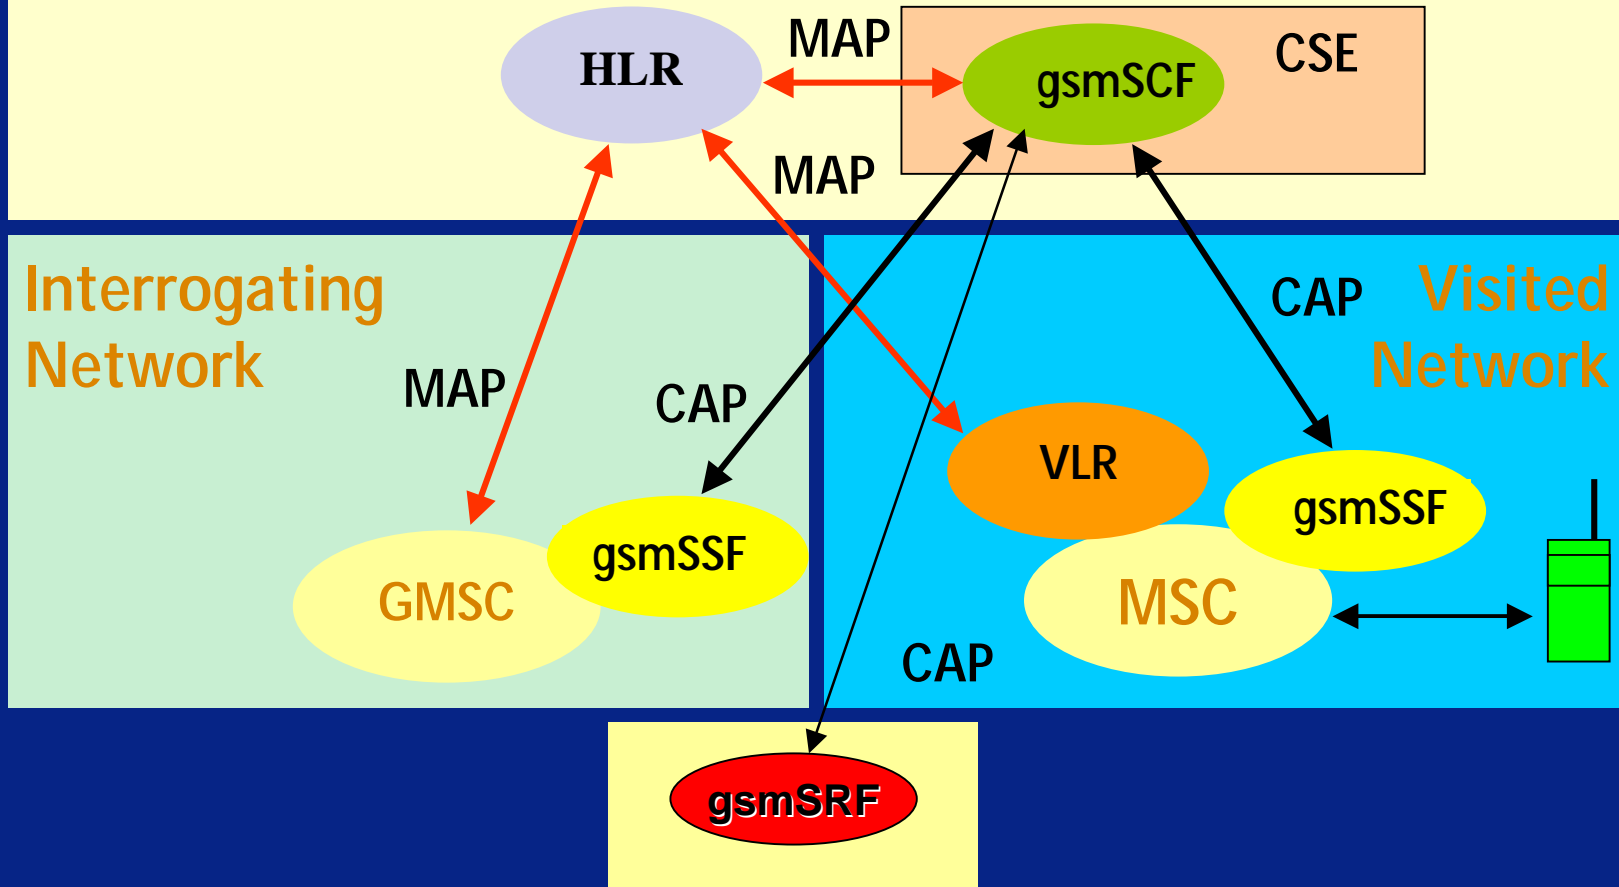 HLR
MAP
gsmSCF
CSE
MAP
Interrogating
Network
MAP
CAP
CAP
Visited
Network
VLR
gsmSSF
gsmSSF
GMSC
MSC
CAP
gsmSRF